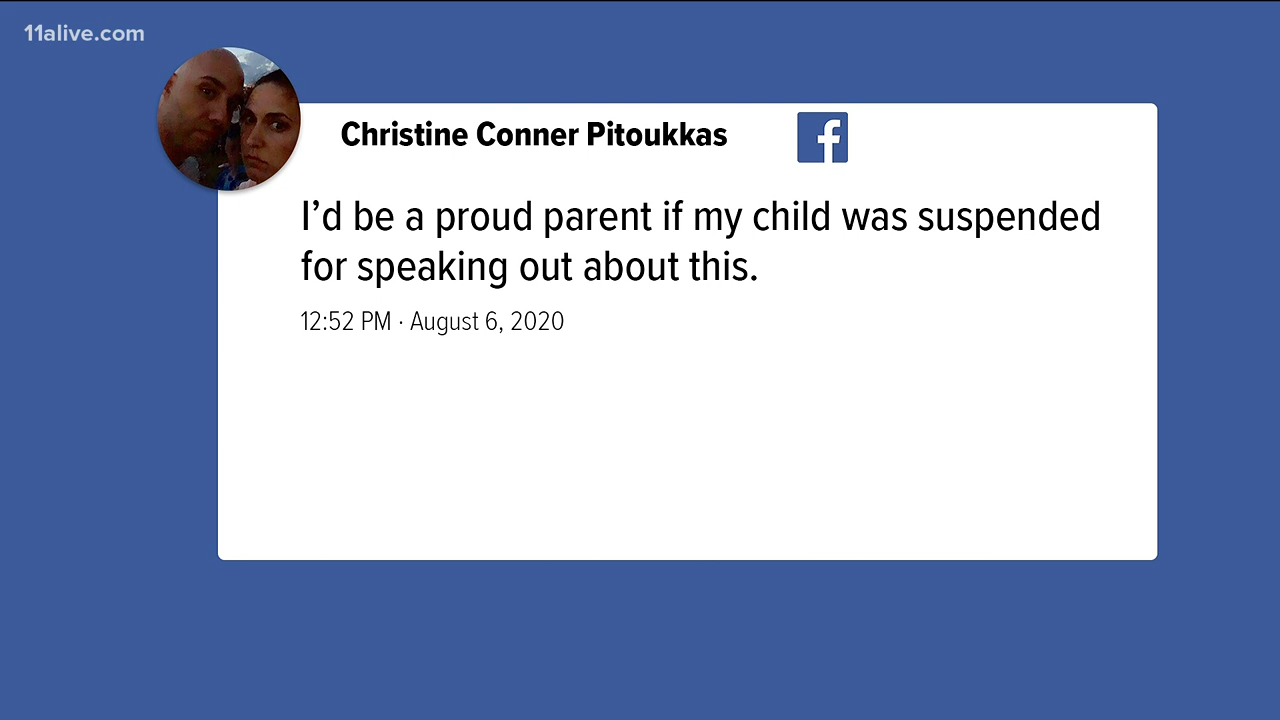 11alive.com
Christine Conner Pitoukkas
I’d be a proud parent if my child was suspended
for speaking out about this.
12:52 PM · August 6, 2020